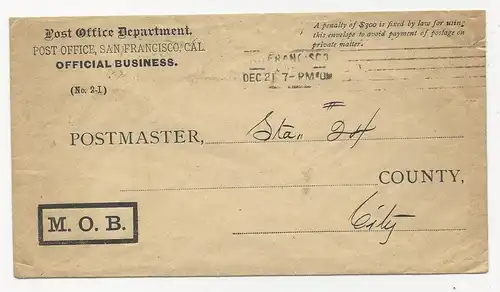 Post Office Department.
POST OFFICE, SAN FRANCISCO, CAL.
OFFICIAL BUSINESS.
(No. 2-I)
A penalty of $300 is fixed by law for using
this envelope to avoid payment of postage on
private matter.
FRANCISCO
DEC 21 7-PM
#
POSTMASTER, Sta. 24
COUNTY,
M. O. B.
City